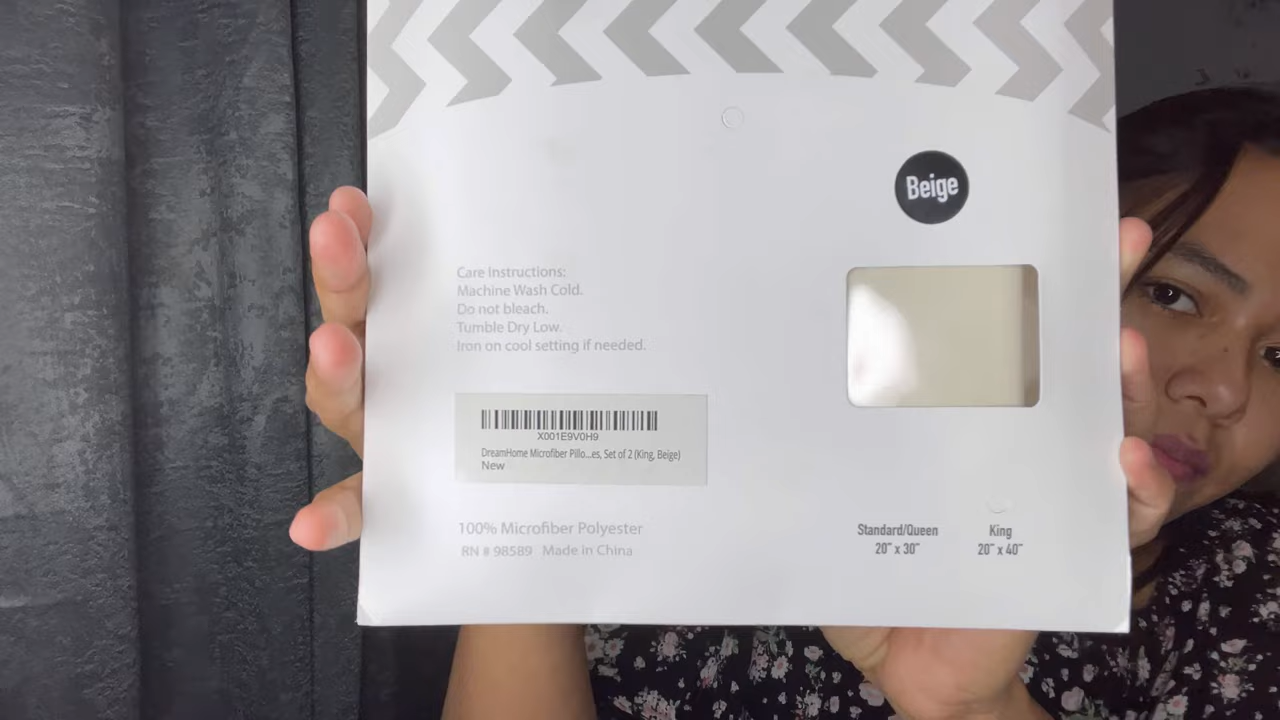 Beige
Care Instructions:
Machine Wash Cold.
Do not bleach.
Tumble Dry Low.
Iron on cool setting if needed.
X001E9V0H9
DreamHome Microfiber Pillo...es, Set of 2 (King, Beige)
New
100% Microfiber Polyester
RN # 98589 Made in China
Standard/Queen
20" x 30"
King
20" x 40"